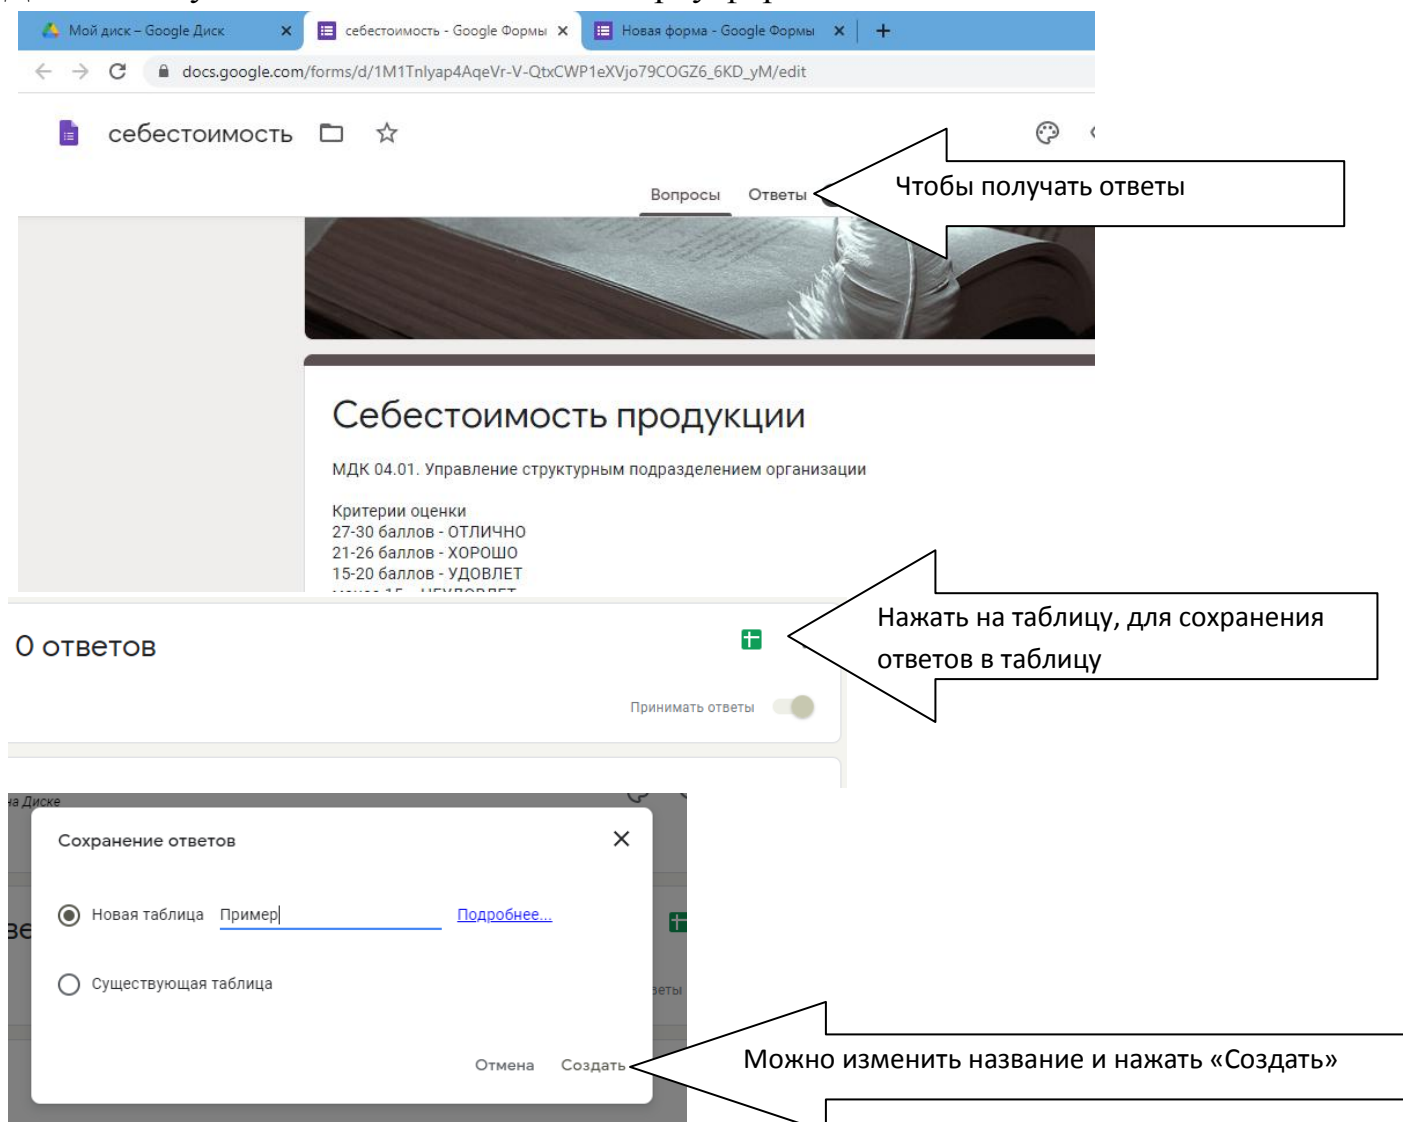 Мой диск – Google Диск
себестоимость - Google Формы
Новая форма - Google Формы
docs.google.com/forms/d/1M1TnIyap4AqeVr-V-QtxCWP1eXVjo79COGZ6_6KD_yM/edit
себестоимость
Вопросы Ответы
Чтобы получать ответы
Себестоимость продукции
МДК 04.01. Управление структурным подразделением организации
Критерии оценки
27-30 баллов - ОТЛИЧНО
21-26 баллов - ХОРОШО
15-20 баллов - УДОВЛЕТ
0 ответов
Нажать на таблицу, для сохранения
ответов в таблицу
Принимать ответы
на Диске
Сохранение ответов
Новая таблица Пример Подробнее...
Существующая таблица
Отмена Создать
Можно изменить название и нажать «Создать»